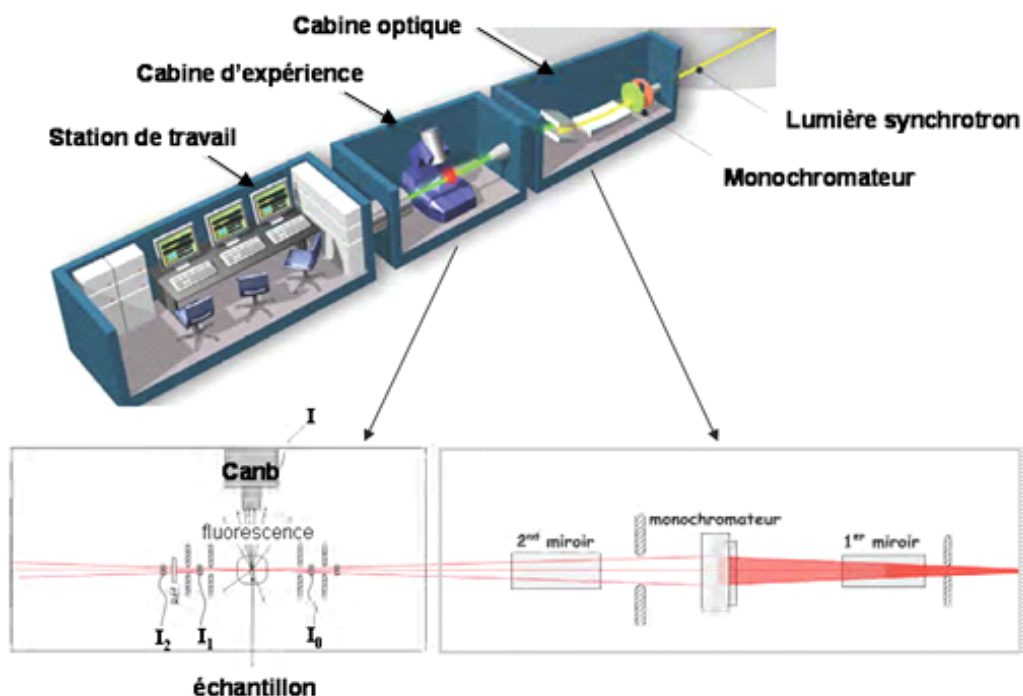 Cabine optique
Cabine d'expérience
Station de travail
Lumière synchrotron
Monochromateur
I
Canb
fluorescence
I₂
I₁
I₀
échantillon
monochromateur
2ⁿᵈ miroir
1ᵉʳ miroir